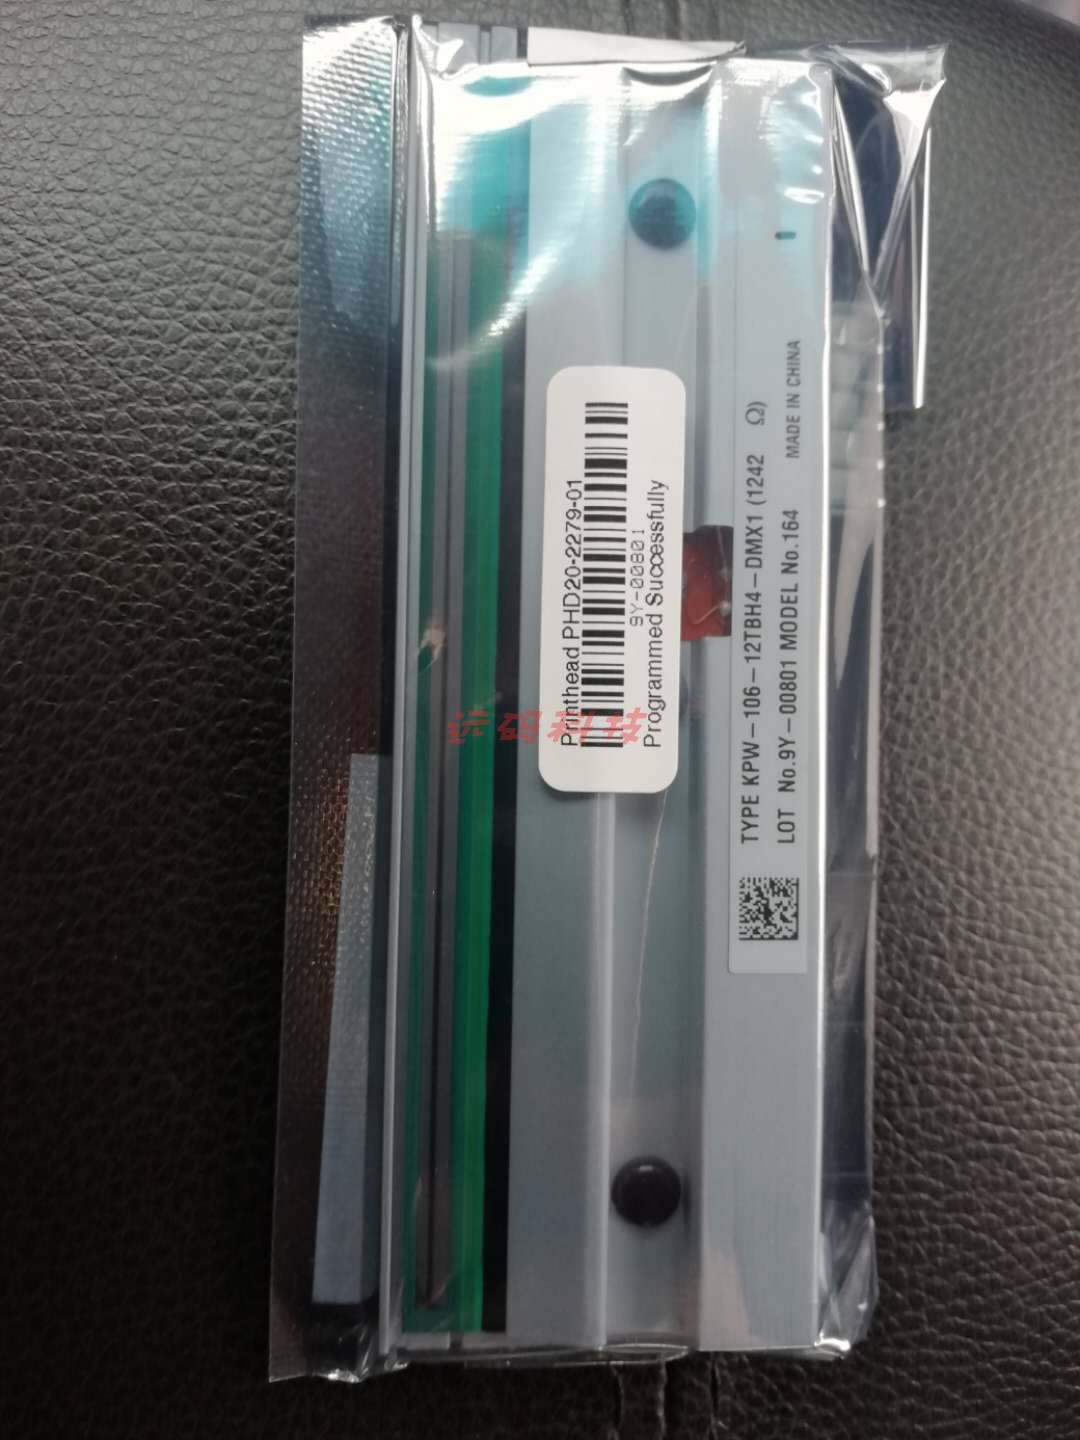 Printhead PHD20-2279-01
9Y-00801
Programmed Successfully
TYPE KPW-106-12TBH4-DMX1 (1242 Ω)
LOT No.9Y-00801 MODEL No.164 MADE IN CHINA
远码科技